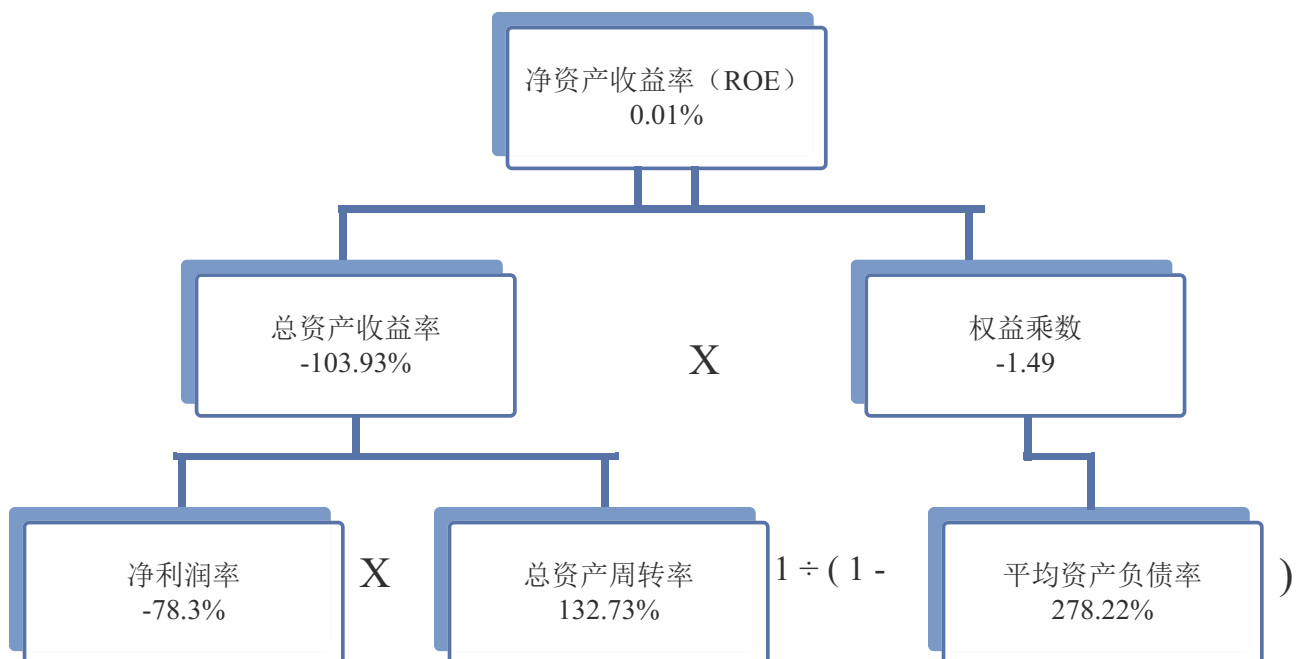 净资产收益率（ROE）
0.01%
总资产收益率
-103.93%
X
权益乘数
-1.49
净利润率
-78.3%
X
总资产周转率
132.73%
1 ÷ ( 1 -
平均资产负债率
278.22%
)